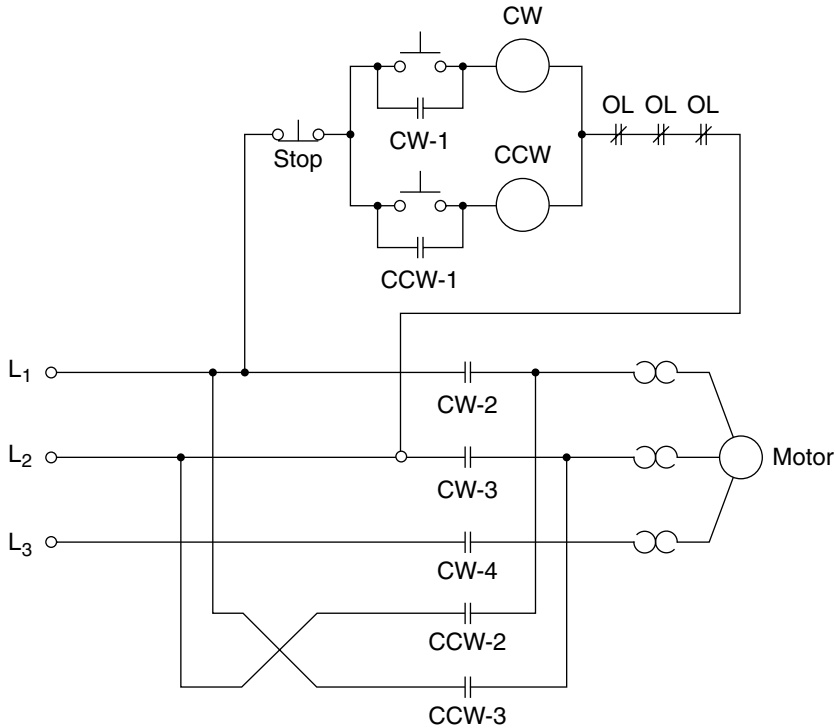 CW
OL OL OL
CW-1
Stop
CCW
CCW-1
L1
CW-2
L2
CW-3
Motor
L3
CW-4
CCW-2
CCW-3